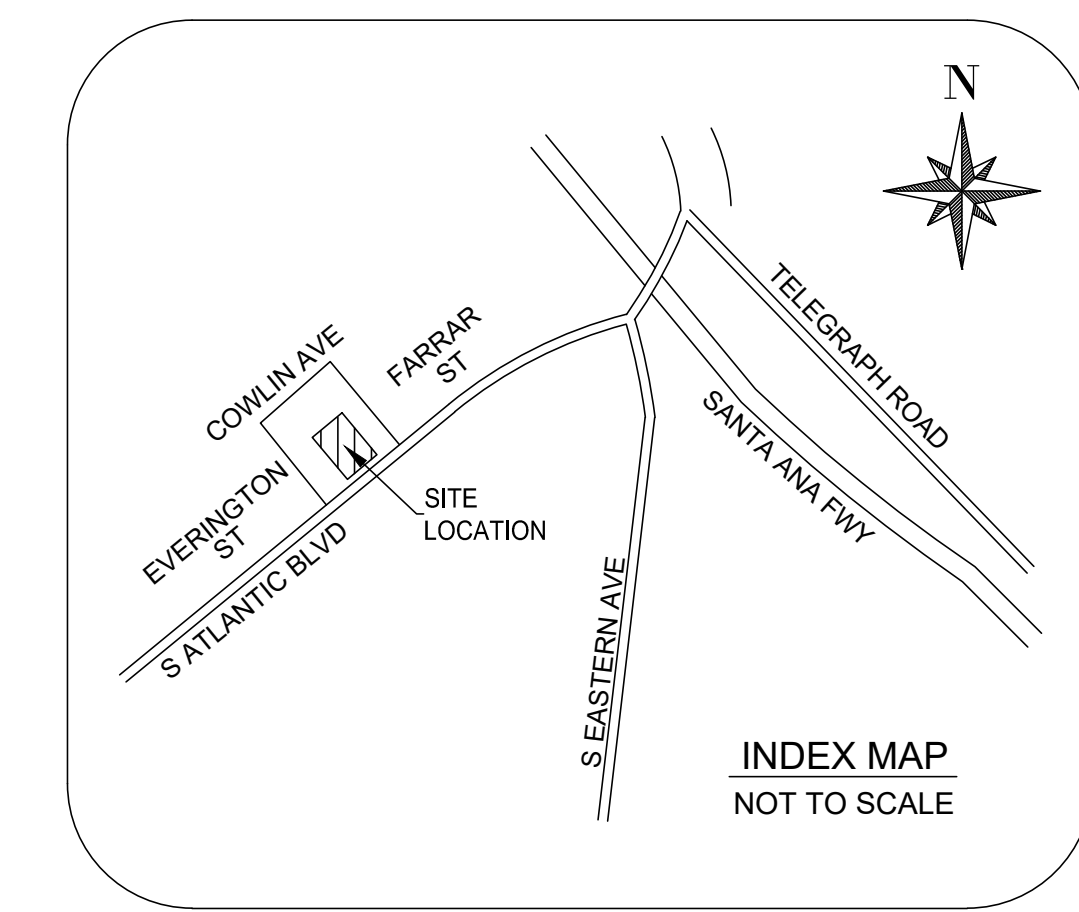 N
TELEGRAPH ROAD
FARRAR
ST
COWLIN AVE
SANTA ANA FWY
EVERINGTON
ST
SITE
LOCATION
S ATLANTIC BLVD
S EASTERN AVE
INDEX MAP
NOT TO SCALE